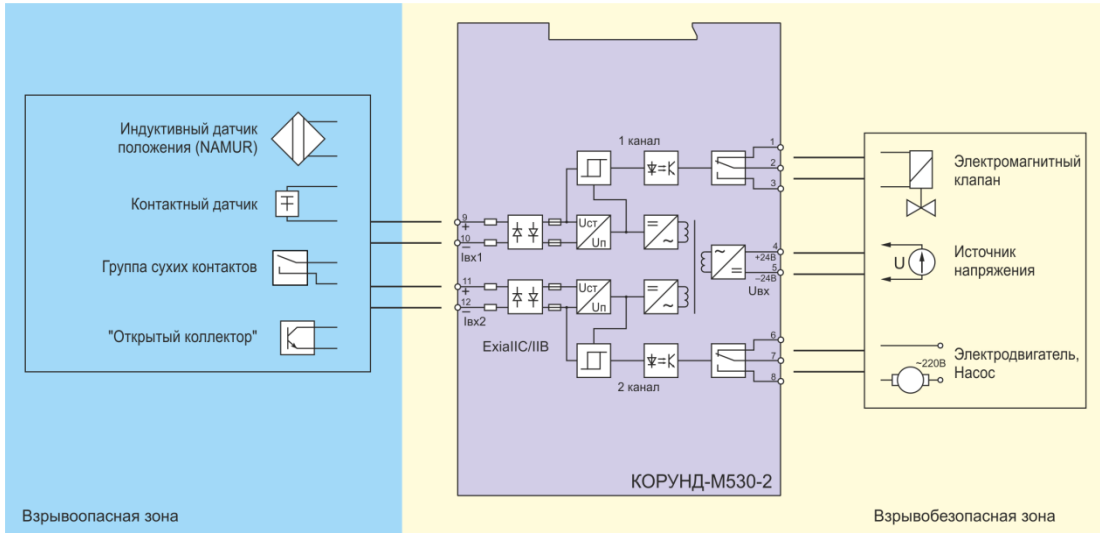 Индуктивный датчик
положения (NAMUR)
Контактный датчик
Группа сухих контактов
"Открытый коллектор"
Взрывоопасная зона
1 канал
1
2
3
9
+
10
–
Iвх1
Uст
Uп
4
+24В
5
–24В
Uвх
11
+
12
–
Iвх2
Uст
Uп
ExiaIIC/IIB
6
7
8
2 канал
КОРУНД-М530-2
Электромагнитный
клапан
U
Источник
напряжения
~220В
Электродвигатель,
Насос
Взрывобезопасная зона